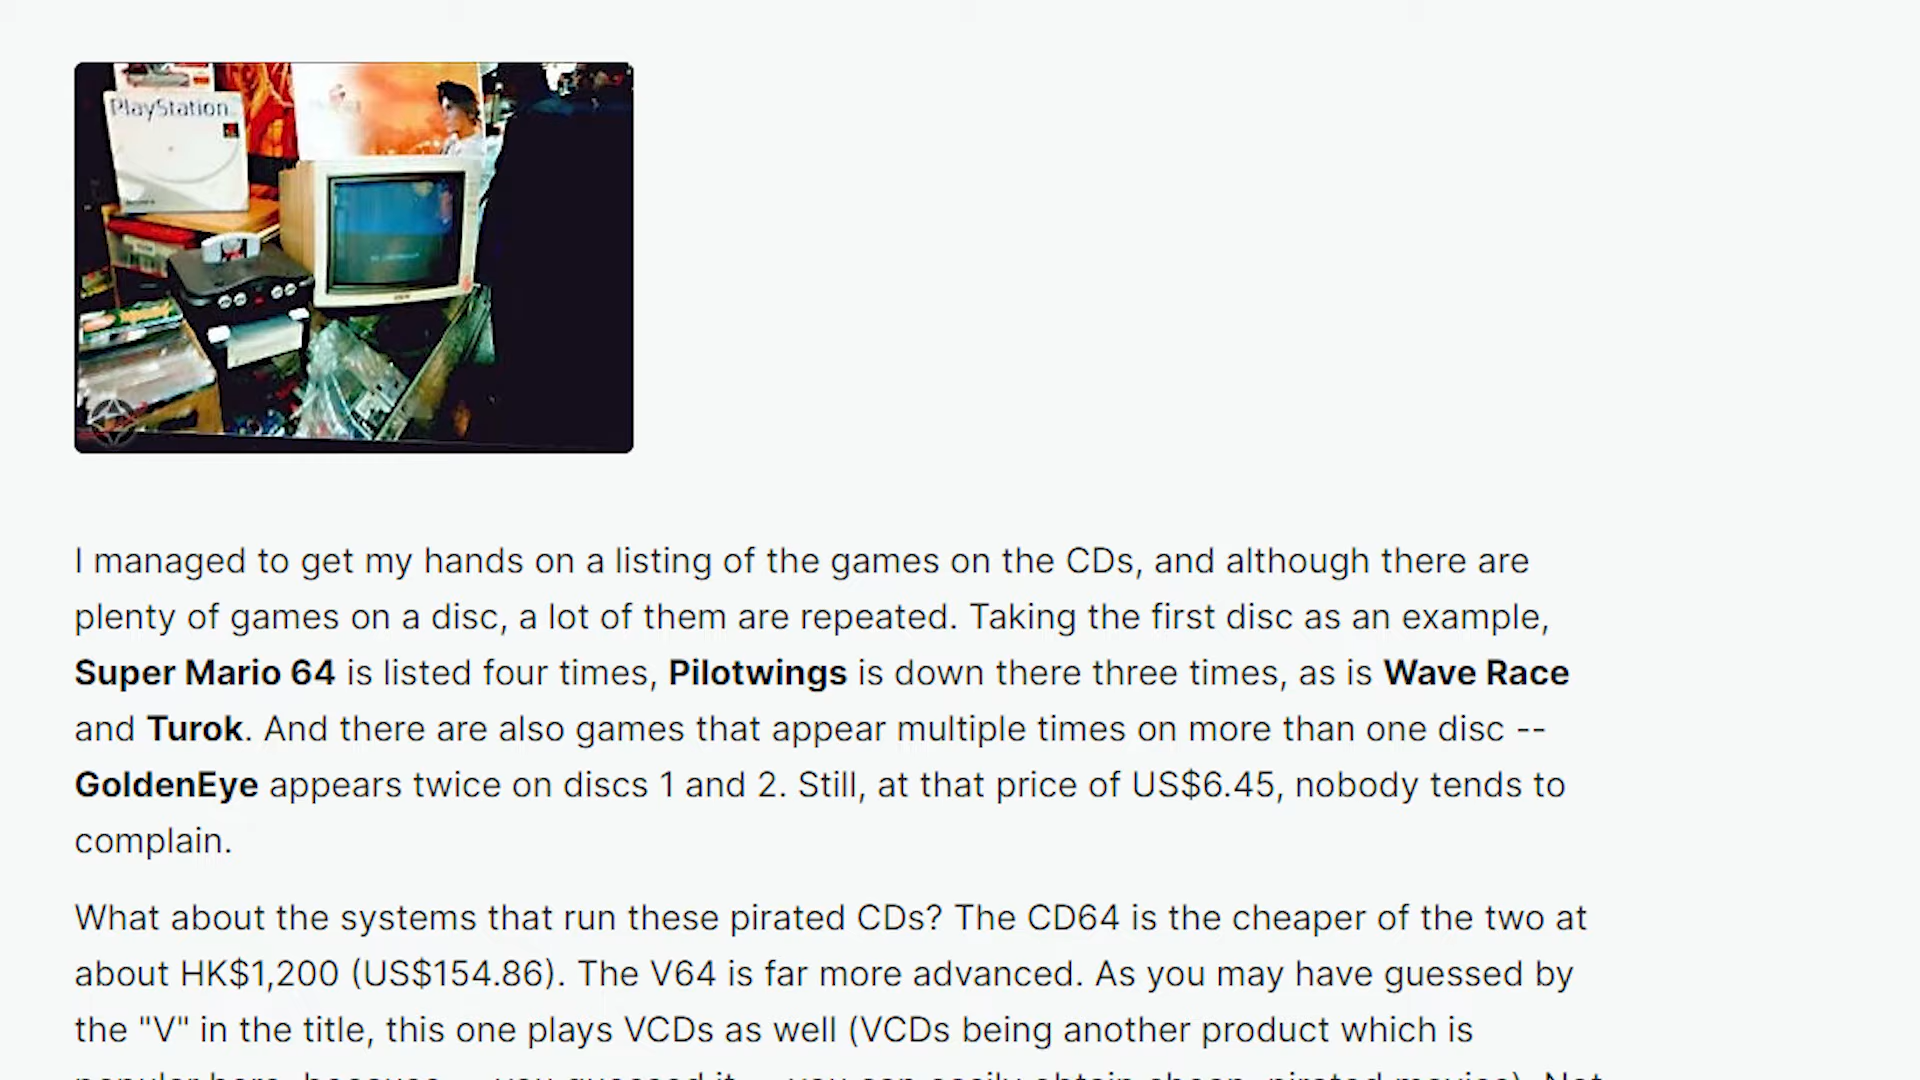 PlayStation
I managed to get my hands on a listing of the games on the CDs, and although there are
plenty of games on a disc, a lot of them are repeated. Taking the first disc as an example,
Super Mario 64 is listed four times, Pilotwings is down there three times, as is Wave Race
and Turok. And there are also games that appear multiple times on more than one disc --
GoldenEye appears twice on discs 1 and 2. Still, at that price of US$6.45, nobody tends to
complain.
What about the systems that run these pirated CDs? The CD64 is the cheaper of the two at
about HK$1,200 (US$154.86). The V64 is far more advanced. As you may have guessed by
the "V" in the title, this one plays VCDs as well (VCDs being another product which is